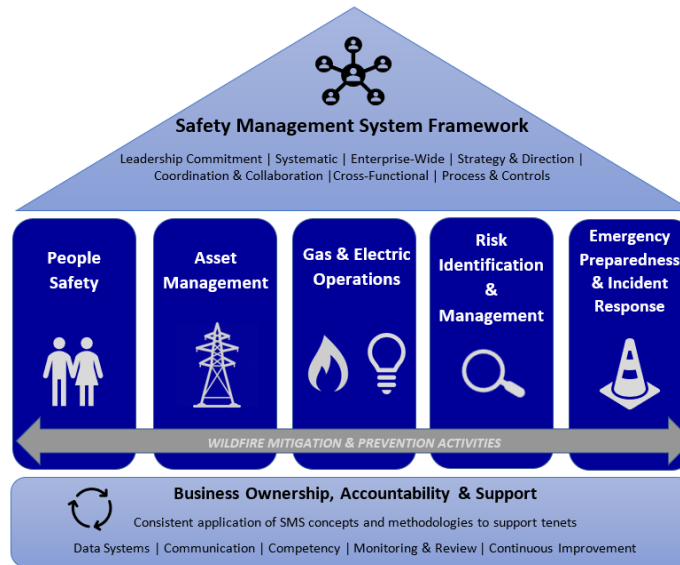 Safety Management System Framework
Leadership Commitment | Systematic | Enterprise-Wide | Strategy & Direction |
Coordination & Collaboration |Cross-Functional | Process & Controls
People
Safety
Asset
Management
Gas & Electric
Operations
Risk
Identification
&
Management
Emergency
Preparedness
& Incident
Response
WILDFIRE MITIGATION & PREVENTION ACTIVITIES
Business Ownership, Accountability & Support
Consistent application of SMS concepts and methodologies to support tenets
Data Systems | Communication | Competency | Monitoring & Review | Continuous Improvement